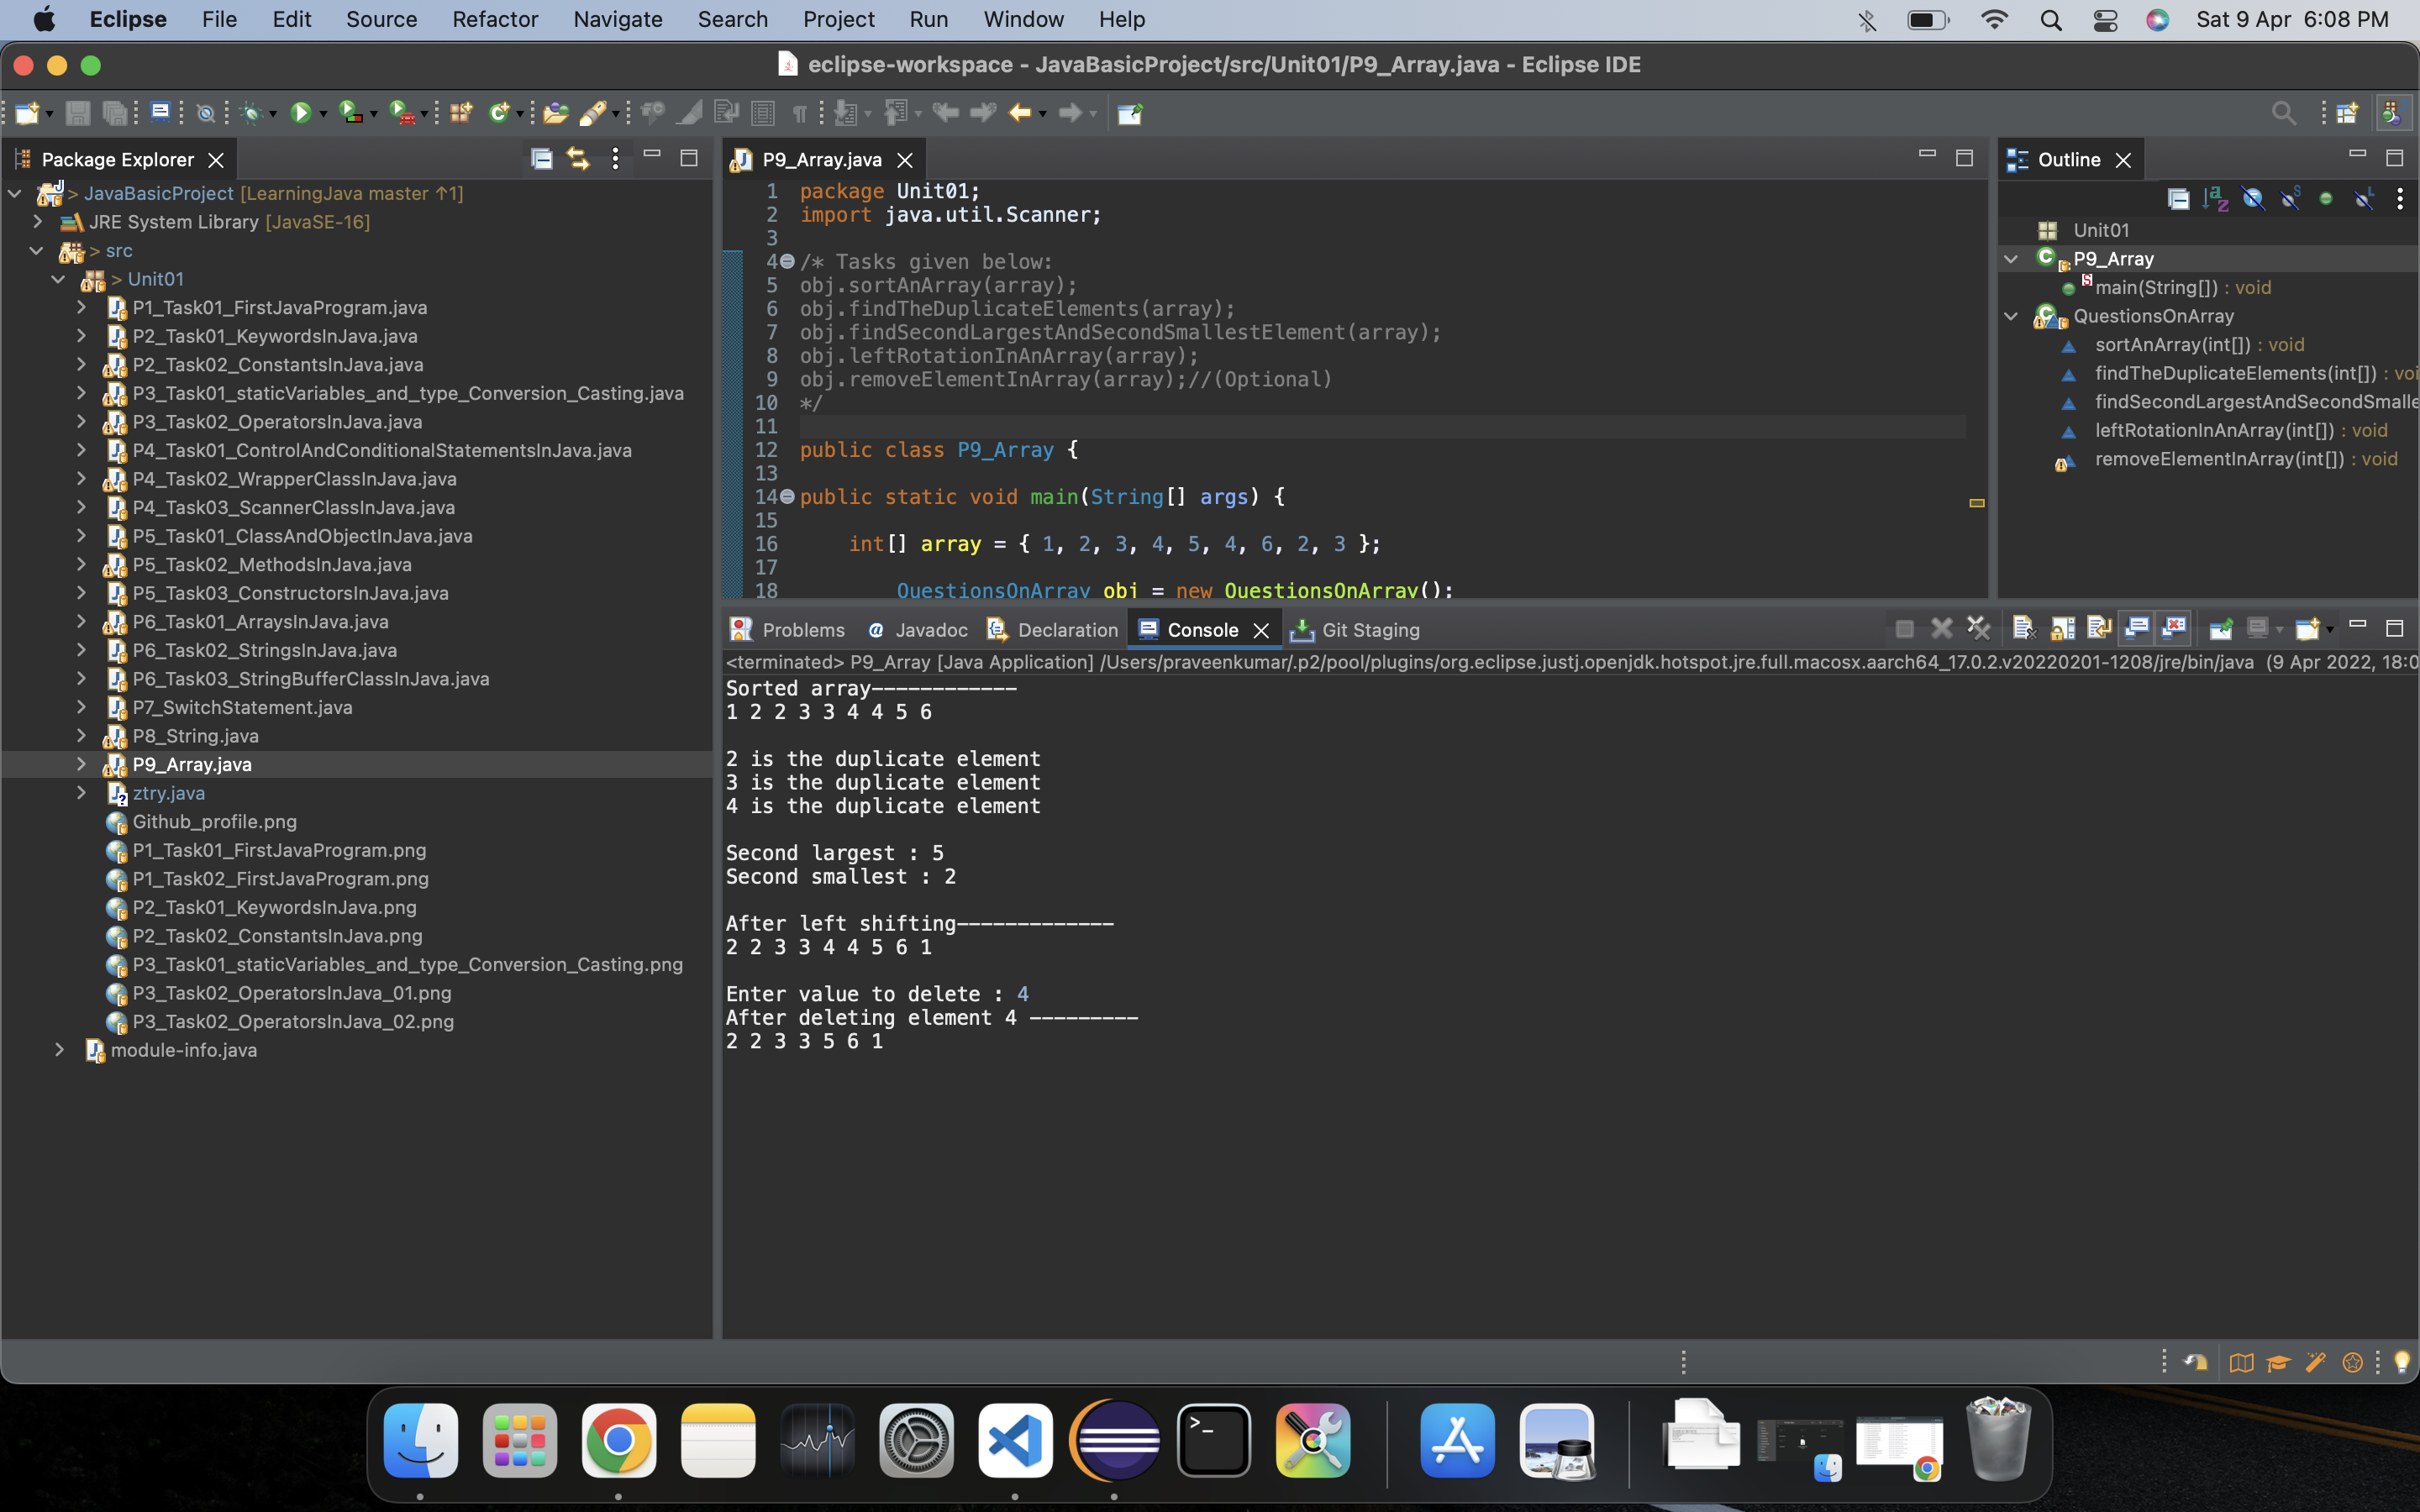 Eclipse File Edit Source Refactor Navigate Search Project Run Window Help Sat 9 Apr 6:08 PM
eclipse-workspace - JavaBasicProject/src/Unit01/P9_Array.java - Eclipse IDE
Package Explorer
> JavaBasicProject [LearningJava master ↑1]
JRE System Library [JavaSE-16]
> src
> Unit01
P1_Task01_FirstJavaProgram.java
P2_Task01_KeywordsInJava.java
P2_Task02_ConstantsInJava.java
P3_Task01_staticVariables_and_type_Conversion_Casting.java
P3_Task02_OperatorsInJava.java
P4_Task01_ControlAndConditionalStatementsInJava.java
P4_Task02_WrapperClassInJava.java
P4_Task03_ScannerClassInJava.java
P5_Task01_ClassAndObjectInJava.java
P5_Task02_MethodsInJava.java
P5_Task03_ConstructorsInJava.java
P6_Task01_ArraysInJava.java
P6_Task02_StringsInJava.java
P6_Task03_StringBufferClassInJava.java
P7_SwitchStatement.java
P8_String.java
P9_Array.java
ztry.java
Github_profile.png
P1_Task01_FirstJavaProgram.png
P1_Task02_FirstJavaProgram.png
P2_Task01_KeywordsInJava.png
P2_Task02_ConstantsInJava.png
P3_Task01_staticVariables_and_type_Conversion_Casting.png
P3_Task02_OperatorsInJava_01.png
P3_Task02_OperatorsInJava_02.png
module-info.java
P9_Array.java
1 package Unit01;
2 import java.util.Scanner;
3
4 /* Tasks given below:
5 obj.sortAnArray(array);
6 obj.findTheDuplicateElements(array);
7 obj.findSecondLargestAndSecondSmallestElement(array);
8 obj.leftRotationInAnArray(array);
9 obj.removeElementInArray(array);//(Optional)
10 */
11
12 public class P9_Array {
13
14 public static void main(String[] args) {
15
16 int[] array = { 1, 2, 3, 4, 5, 4, 6, 2, 3 };
17
18 QuestionsOnArray obj = new QuestionsOnArray();
Outline
Unit01
P9_Array
main(String[]) : void
QuestionsOnArray
sortAnArray(int[]) : void
findTheDuplicateElements(int[]) : voi
findSecondLargestAndSecondSmalle
leftRotationInAnArray(int[]) : void
removeElementInArray(int[]) : void
Problems Javadoc Declaration Console Git Staging
<terminated> P9_Array [Java Application] /Users/praveenkumar/.p2/pool/plugins/org.eclipse.justj.openjdk.hotspot.jre.full.macosx.aarch64_17.0.2.v20220201-1208/jre/bin/java (9 Apr 2022, 18:0
Sorted array------------
1 2 2 3 3 4 4 5 6
2 is the duplicate element
3 is the duplicate element
4 is the duplicate element
Second largest : 5
Second smallest : 2
After left shifting-------------
2 2 3 3 4 4 5 6 1
Enter value to delete : 4
After deleting element 4 ---------
2 2 3 3 5 6 1